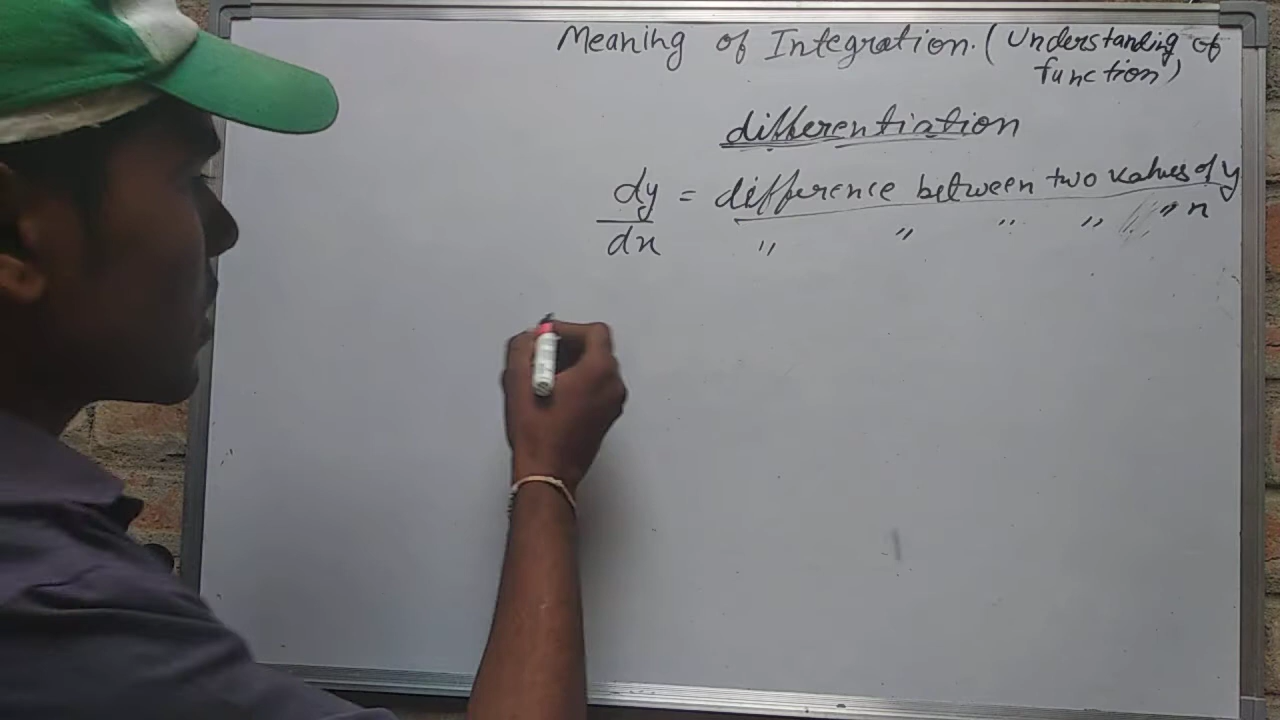 Meaning of Integration. (Understanding of
function)
differentiation
dy = difference between two values of y
dx " " " " " x